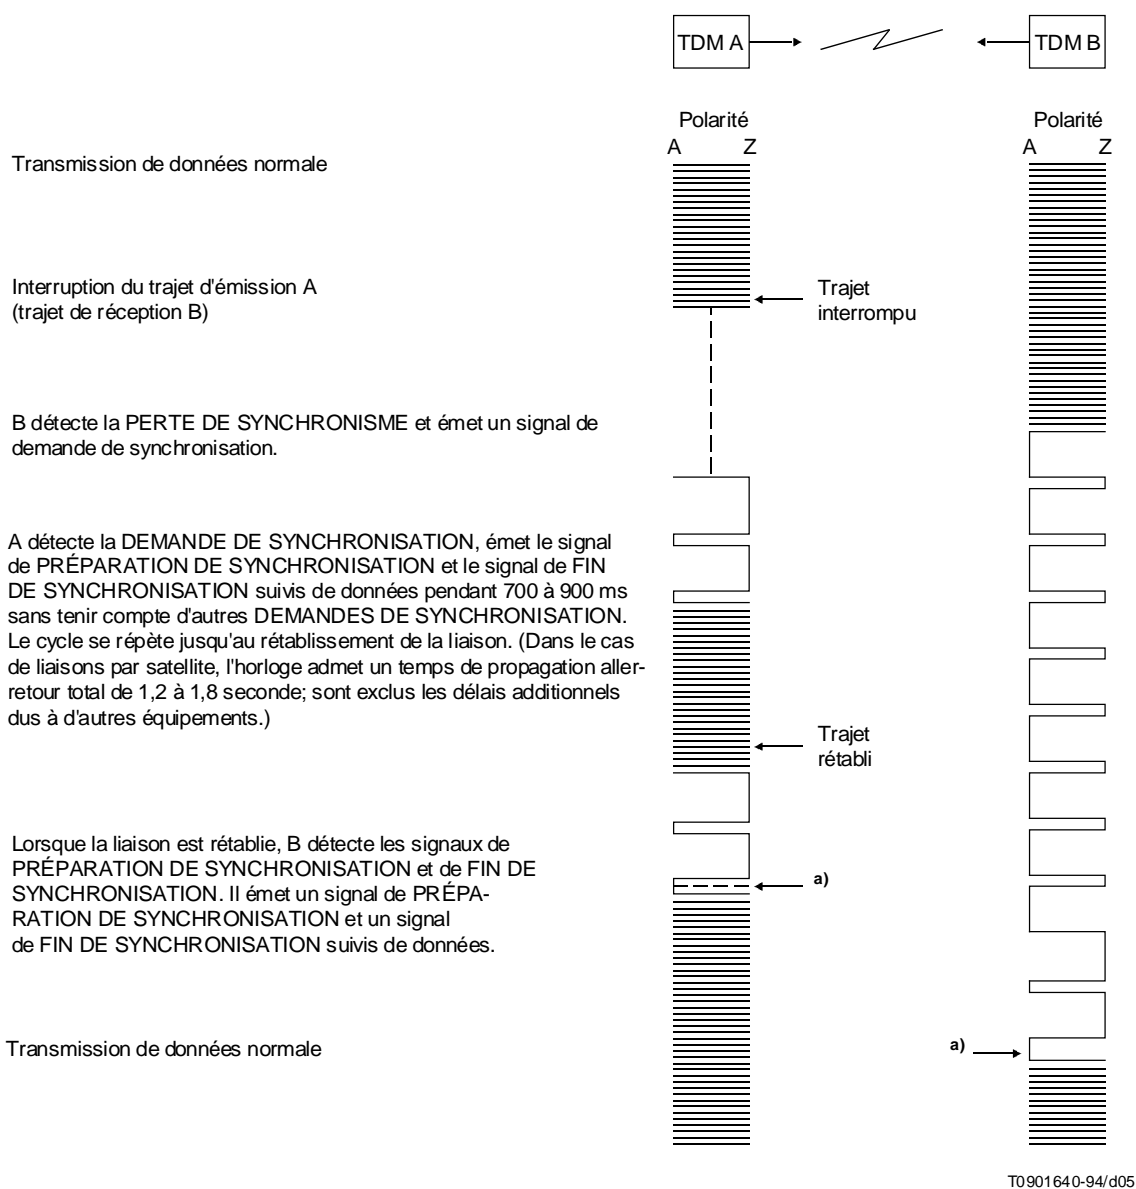 TDM A
TDM B
Polarité
Polarité
A Z
A Z
Transmission de données normale
Interruption du trajet d'émission A
(trajet de réception B)
Trajet
interrompu
B détecte la PERTE DE SYNCHRONISME et émet un signal de
demande de synchronisation.
A détecte la DEMANDE DE SYNCHRONISATION, émet le signal
de PRÉPARATION DE SYNCHRONISATION et le signal de FIN
DE SYNCHRONISATION suivis de données pendant 700 à 900 ms
sans tenir compte d'autres DEMANDES DE SYNCHRONISATION.
Le cycle se répète jusqu'au rétablissement de la liaison. (Dans le cas
de liaisons par satellite, l'horloge admet un temps de propagation aller-
retour total de 1,2 à 1,8 seconde; sont exclus les délais additionnels
dus à d'autres équipements.)
Trajet
rétabli
Lorsque la liaison est rétablie, B détecte les signaux de
PRÉPARATION DE SYNCHRONISATION et de FIN DE
SYNCHRONISATION. Il émet un signal de PRÉPA-
RATION DE SYNCHRONISATION et un signal
de FIN DE SYNCHRONISATION suivis de données.
a)
Transmission de données normale
a)
T0901640-94/d05